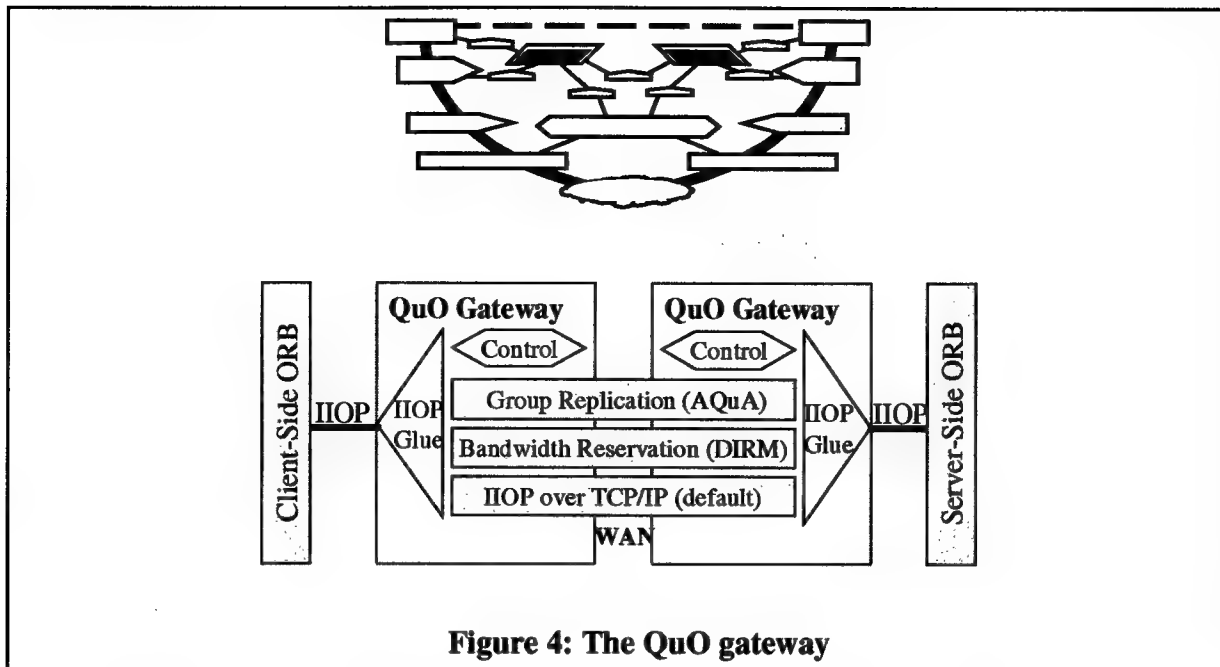 QuO Gateway
QuO Gateway
Client-Side ORB
IIOP
IIOP
Glue
Control
Control
Group Replication (AQuA)
Bandwidth Reservation (DIRM)
IIOP over TCP/IP (default)
WAN
IIOP
Glue
IIOP
Server-Side ORB
Figure 4: The QuO gateway